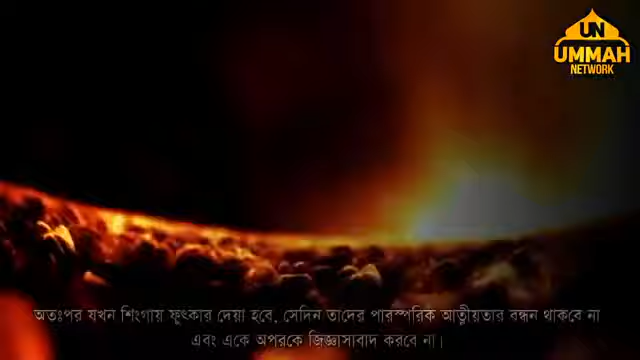 UN
UMMAH
NETWORK
অতঃপর যখন শিংগায় ফুৎকার দেয়া হবে, সেদিন তাদের পারস্পরিক আত্নীয়তার বন্ধন থাকবে না
এবং একে অপরকে জিজ্ঞাসাবাদ করবে না।